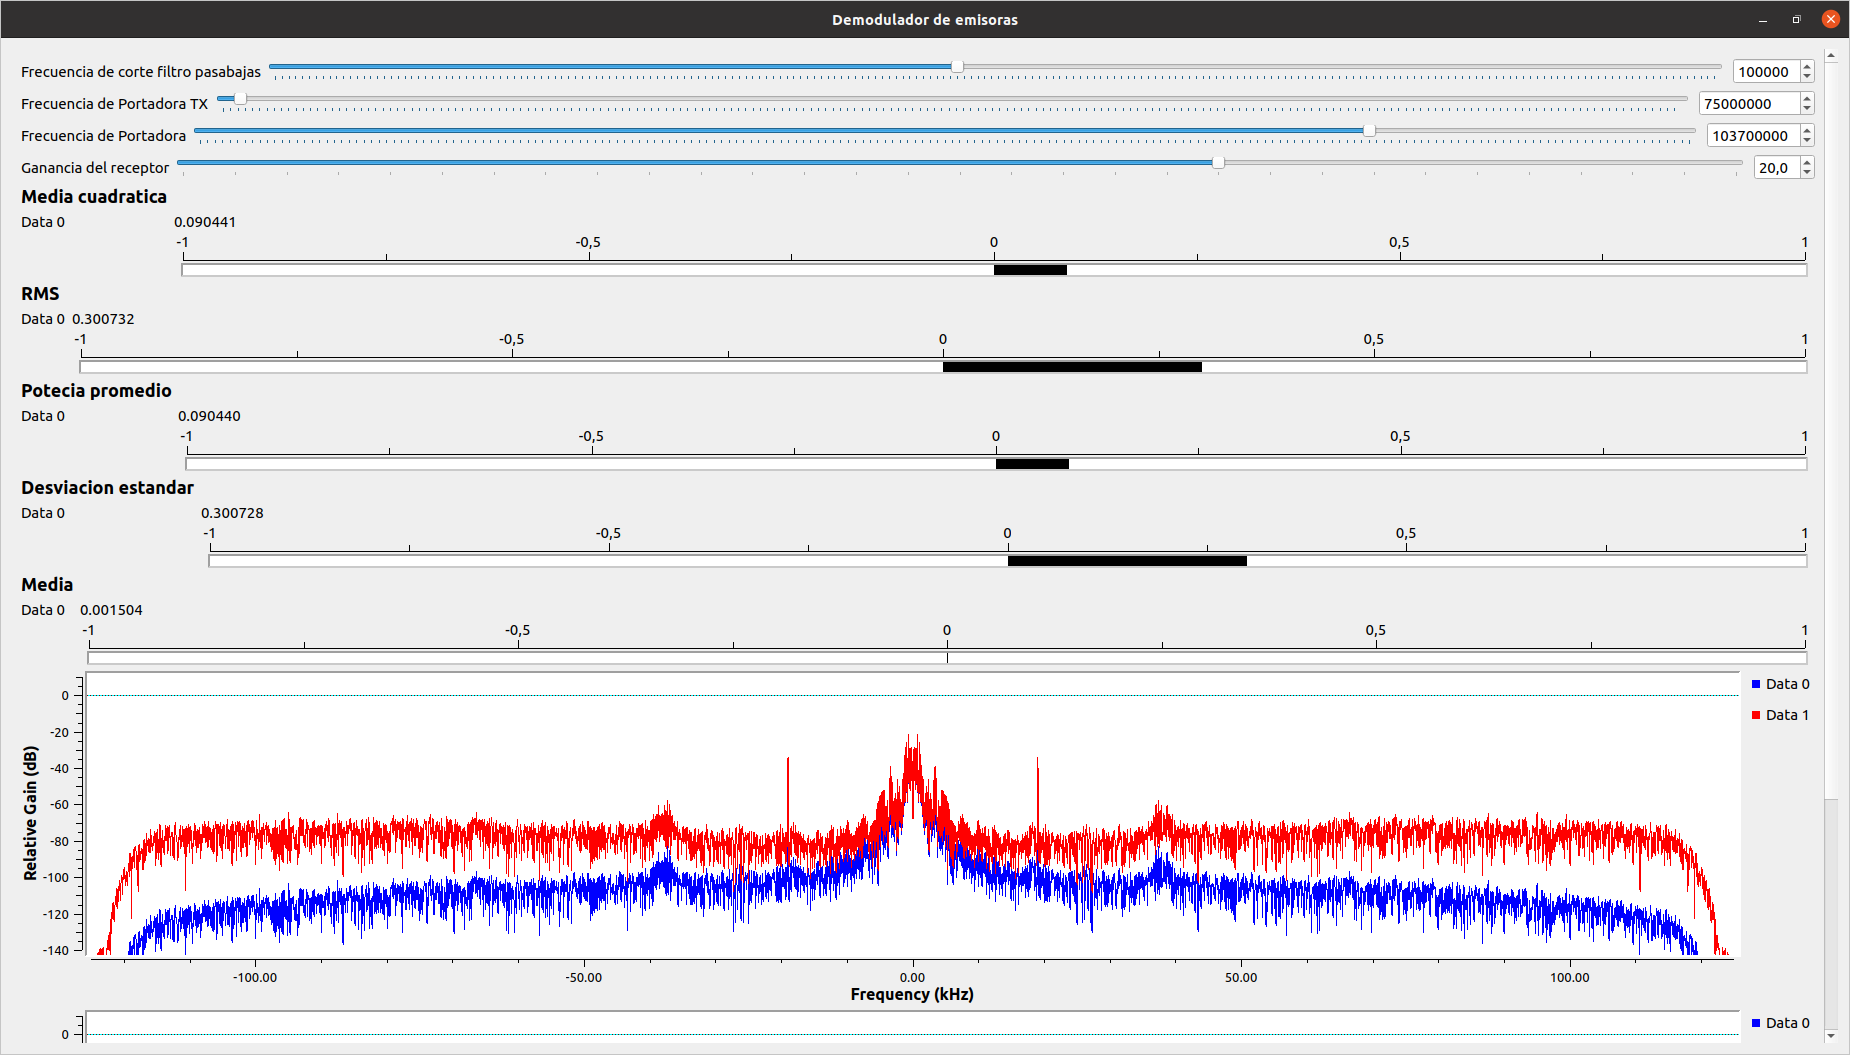 Demodulador de emisoras
Frecuencia de corte filtro pasabajas 100000
Frecuencia de Portadora TX 75000000
Frecuencia de Portadora 103700000
Ganancia del receptor 20,0
Media cuadratica
Data 0 0.090441
-1 -0,5 0 0,5 1
RMS
Data 0 0.300732
-1 -0,5 0 0,5 1
Potecia promedio
Data 0 0.090440
-1 -0,5 0 0,5 1
Desviacion estandar
Data 0 0.300728
-1 -0,5 0 0,5 1
Media
Data 0 0.001504
-1 -0,5 0 0,5 1
Data 0
Data 1
Relative Gain (dB)
0
-20
-40
-60
-80
-100
-120
-140
-100.00 -50.00 0.00 50.00 100.00
Frequency (kHz)
0
Data 0